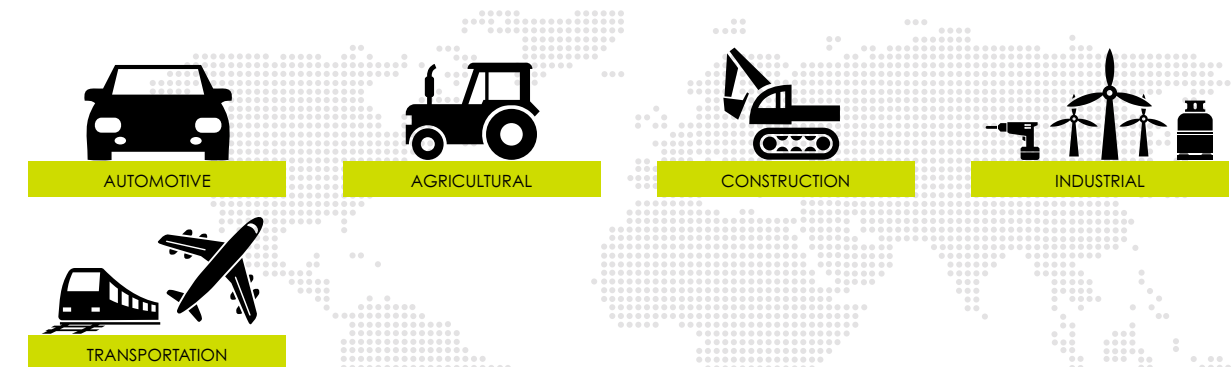 AUTOMOTIVE
AGRICULTURAL
CONSTRUCTION
INDUSTRIAL
TRANSPORTATION